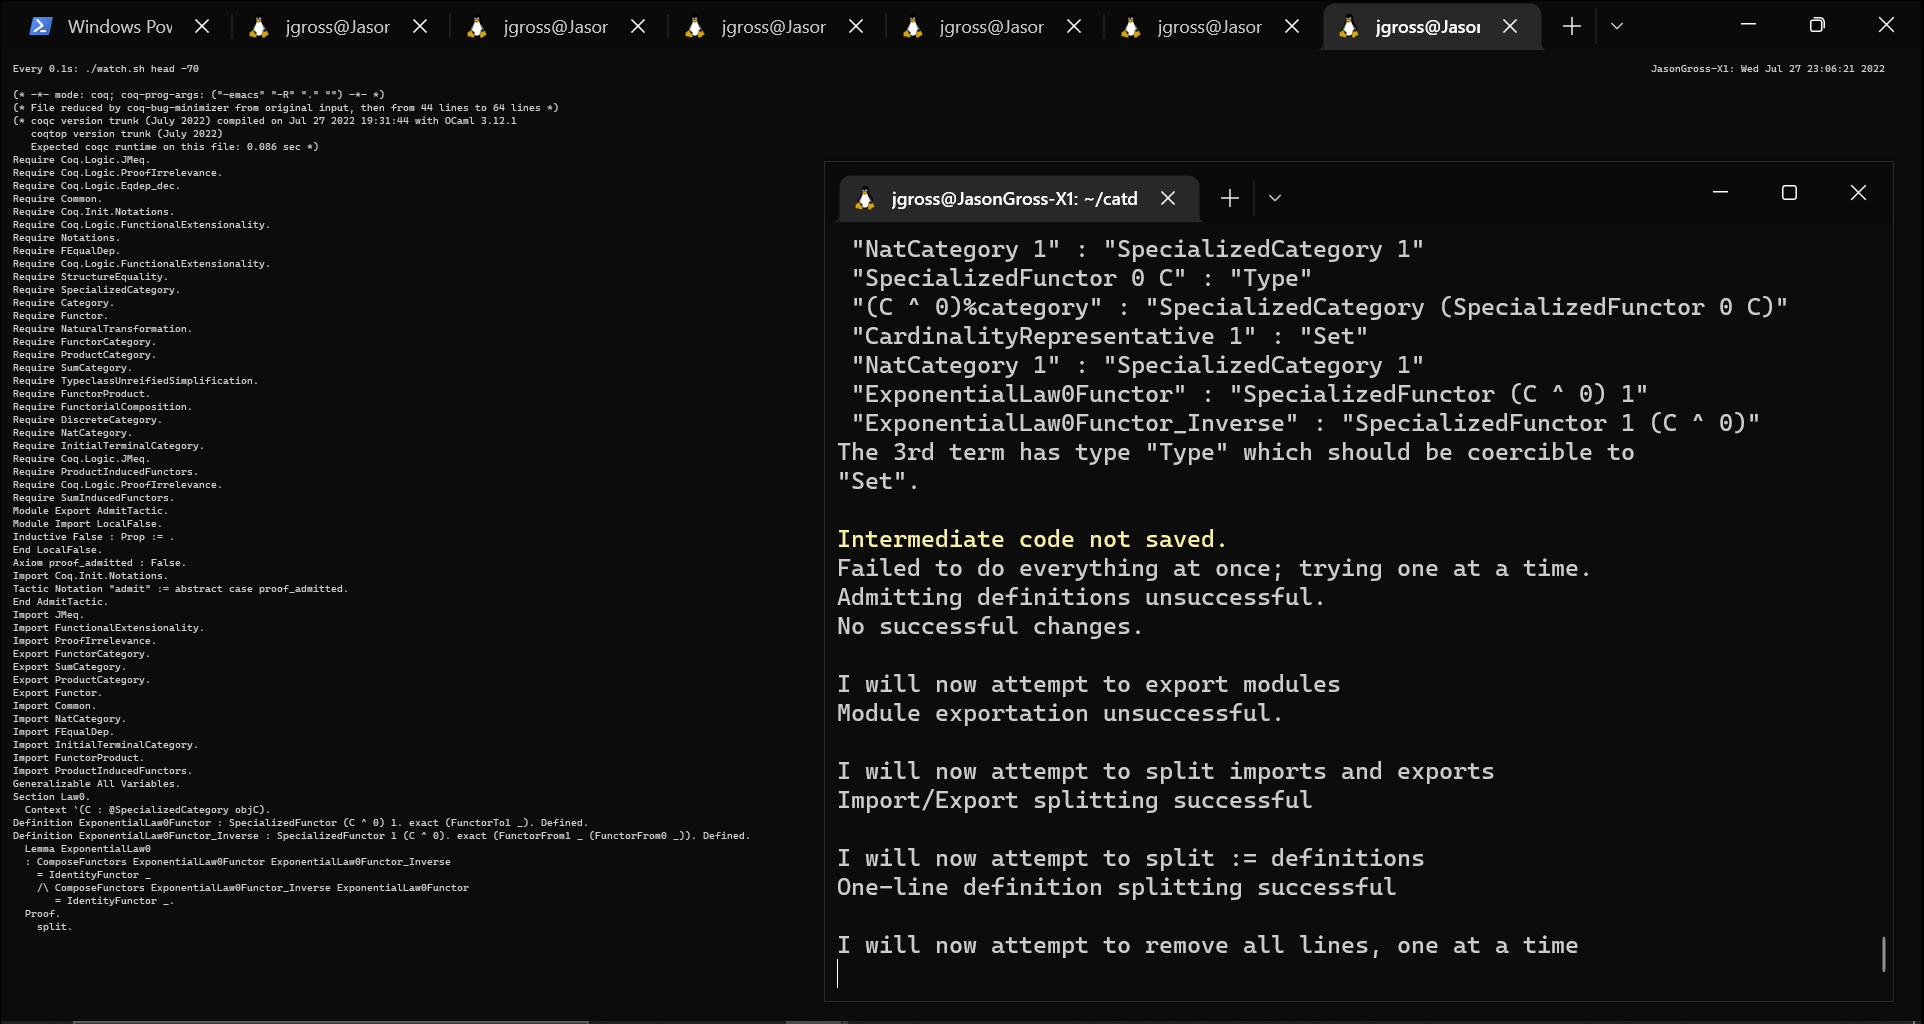 Windows Pov
jgross@Jasor
jgross@Jasor
jgross@Jasor
jgross@Jasor
jgross@Jasor
jgross@Jasor
Every 0.1s: ./watch.sh head -70
JasonGross-X1: Wed Jul 27 23:06:21 2022
(* -*- mode: coq; coq-prog-args: ("-emacs" "-R" "." "") -*- *)
(* File reduced by coq-bug-minimizer from original input, then from 44 lines to 64 lines *)
(* coqc version trunk (July 2022) compiled on Jul 27 2022 19:31:44 with OCaml 3.12.1
   coqtop version trunk (July 2022)
   Expected coqc runtime on this file: 0.086 sec *)
Require Coq.Logic.JMeq.
Require Coq.Logic.ProofIrrelevance.
Require Coq.Logic.Eqdep_dec.
Require Common.
Require Coq.Init.Notations.
Require Coq.Logic.FunctionalExtensionality.
Require Notations.
Require FEqualDep.
Require Coq.Logic.FunctionalExtensionality.
Require StructureEquality.
Require SpecializedCategory.
Require Category.
Require Functor.
Require NaturalTransformation.
Require FunctorCategory.
Require ProductCategory.
Require SumCategory.
Require TypeclassUnreifiedSimplification.
Require FunctorProduct.
Require FunctorialComposition.
Require DiscreteCategory.
Require NatCategory.
Require InitialTerminalCategory.
Require Coq.Logic.JMeq.
Require ProductInducedFunctors.
Require Coq.Logic.ProofIrrelevance.
Require SumInducedFunctors.
Module Export AdmitTactic.
Module Import LocalFalse.
Inductive False : Prop := .
End LocalFalse.
Axiom proof_admitted : False.
Import Coq.Init.Notations.
Tactic Notation "admit" := abstract case proof_admitted.
End AdmitTactic.
Import JMeq.
Import FunctionalExtensionality.
Import ProofIrrelevance.
Export FunctorCategory.
Export SumCategory.
Export ProductCategory.
Export Functor.
Import Common.
Import NatCategory.
Import FEqualDep.
Import InitialTerminalCategory.
Import FunctorProduct.
Import ProductInducedFunctors.
Generalizable All Variables.
Section Law0.
  Context `(C : @SpecializedCategory objC).
Definition ExponentialLaw0Functor : SpecializedFunctor (C ^ 0) 1. exact (FunctorTo1 _). Defined.
Definition ExponentialLaw0Functor_Inverse : SpecializedFunctor 1 (C ^ 0). exact (FunctorFrom1 _ (FunctorFrom0 _)). Defined.
  Lemma ExponentialLaw0
  : ComposeFunctors ExponentialLaw0Functor ExponentialLaw0Functor_Inverse
    = IdentityFunctor _
    /\ ComposeFunctors ExponentialLaw0Functor_Inverse ExponentialLaw0Functor
       = IdentityFunctor _.
  Proof.
    split.
jgross@JasonGross-X1: ~/catd
"NatCategory 1" : "SpecializedCategory 1"
"SpecializedFunctor 0 C" : "Type"
"(C ^ 0)%category" : "SpecializedCategory (SpecializedFunctor 0 C)"
"CardinalityRepresentative 1" : "Set"
"NatCategory 1" : "SpecializedCategory 1"
"ExponentialLaw0Functor" : "SpecializedFunctor (C ^ 0) 1"
"ExponentialLaw0Functor_Inverse" : "SpecializedFunctor 1 (C ^ 0)"
The 3rd term has type "Type" which should be coercible to
"Set".
Intermediate code not saved.
Failed to do everything at once; trying one at a time.
Admitting definitions unsuccessful.
No successful changes.
I will now attempt to export modules
Module exportation unsuccessful.
I will now attempt to split imports and exports
Import/Export splitting successful
I will now attempt to split := definitions
One-line definition splitting successful
I will now attempt to remove all lines, one at a time